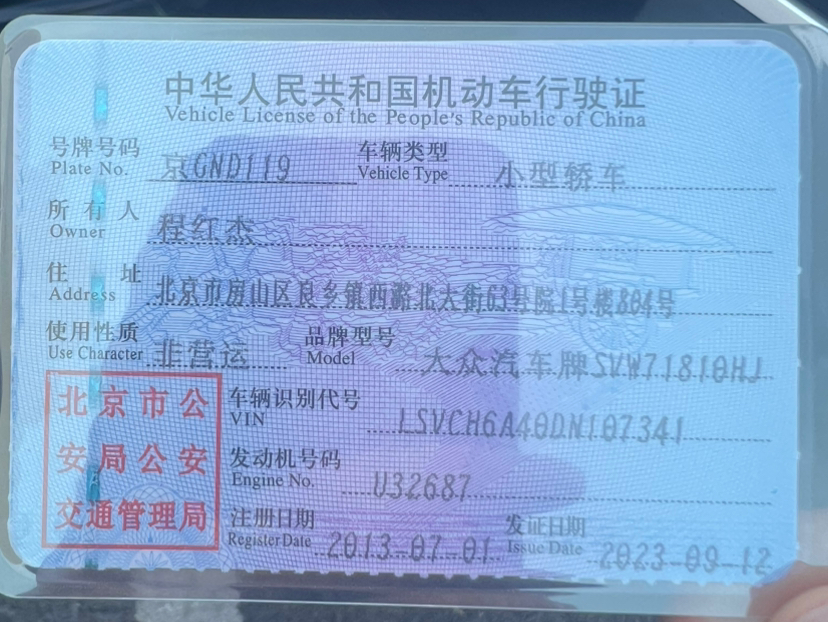 中华人民共和国机动车行驶证
Vehicle License of the People's Republic of China
号牌号码 京GND119 车辆类型 小型轿车
Plate No. Vehicle Type
所有人 程红杰
Owner
住址 北京市房山区良乡镇西潞北大街63号院1号楼804号
Address
使用性质 非营运 品牌型号 大众汽车牌SVW71810HJ
Use Character Model
北京市公
安局公安
交通管理局
车辆识别代号 LSVCH6A40DN107341
VIN
发动机号码 U32687
Engine No.
注册日期 2013-07-01 发证日期 2023-09-12
Register Date Issue Date